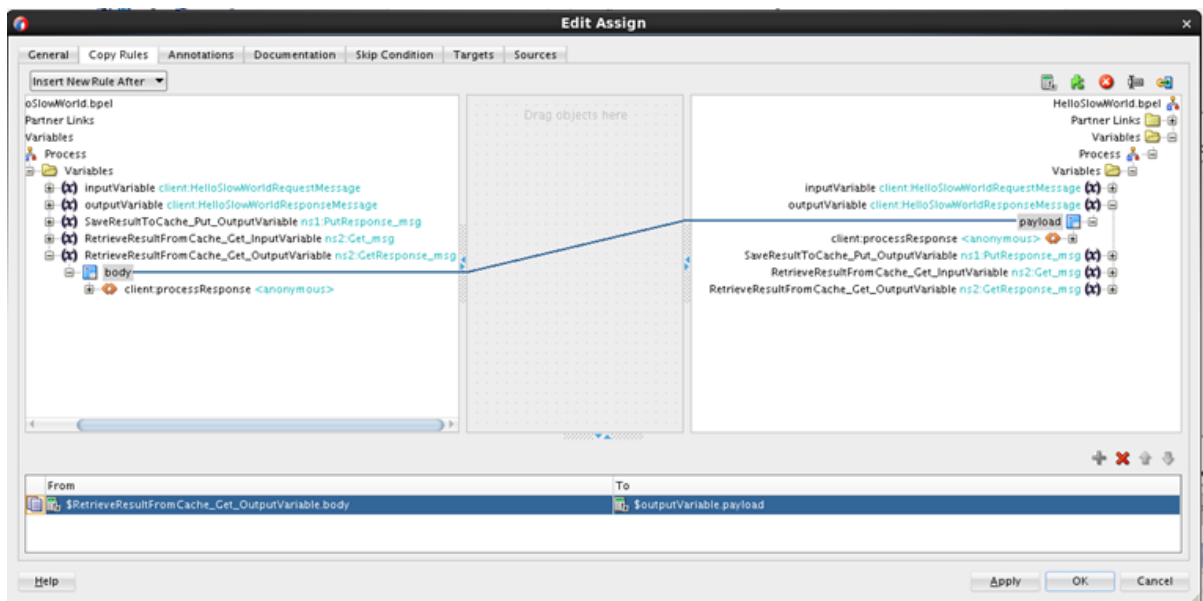 Edit Assign
General Copy Rules Annotations Documentation Skip Condition Targets Sources
Insert New Rule After
oSlowWorld.bpel
Partner Links
Variables
Process
Variables
inputVariable client:HelloSlowWorldRequestMessage
outputVariable client:HelloSlowWorldResponseMessage
SaveResultToCache_Put_OutputVariable ns1:PutResponse_msg
RetrieveResultFromCache_Get_InputVariable ns2:Get_msg
RetrieveResultFromCache_Get_OutputVariable ns2:GetResponse_msg
body
client:processResponse <anonymous>
Drag objects here
HelloSlowWorld.bpel
Partner Links
Variables
Process
Variables
inputVariable client:HelloSlowWorldRequestMessage
outputVariable client:HelloSlowWorldResponseMessage
payload
client:processResponse <anonymous>
SaveResultToCache_Put_OutputVariable ns1:PutResponse_msg
RetrieveResultFromCache_Get_InputVariable ns2:Get_msg
RetrieveResultFromCache_Get_OutputVariable ns2:GetResponse_msg
From To
$RetrieveResultFromCache_Get_OutputVariable.body $outputVariable.payload
Help Apply OK Cancel